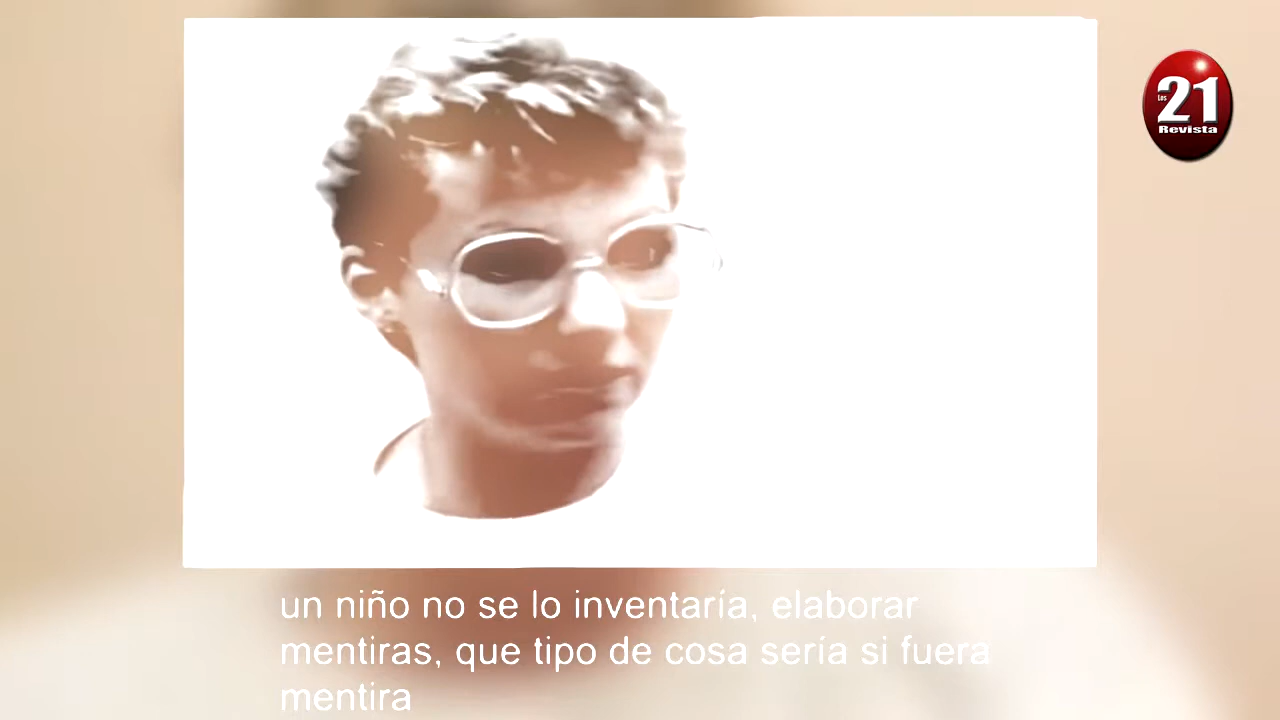 Los
21
Revista
un niño no se lo inventaría, elaborar
mentiras, que tipo de cosa sería si fuera
mentira